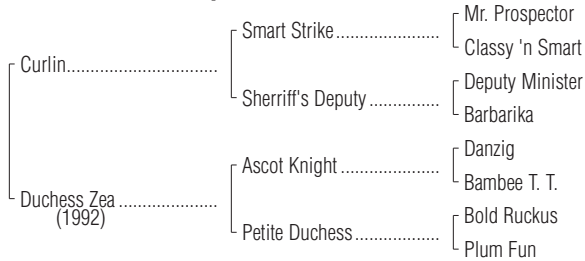 Mr. Prospector
Smart Strike
Classy 'n Smart
Curlin
Deputy Minister
Sherriff's Deputy
Barbarika
Danzig
Ascot Knight
Bambee T. T.
Duchess Zea
(1992)
Bold Ruckus
Petite Duchess
Plum Fun